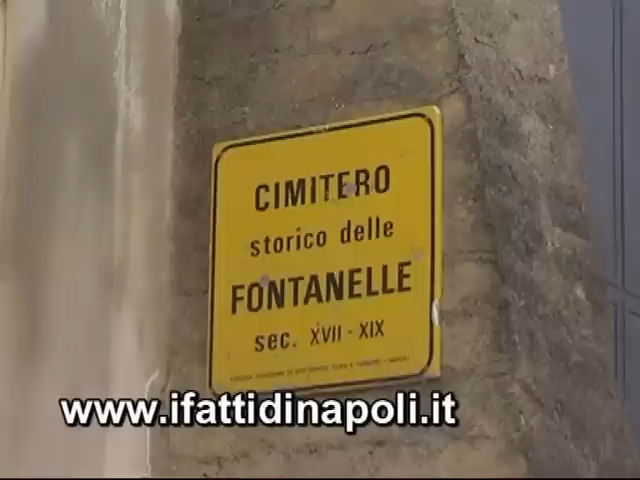 CIMITERO
storico delle
FONTANELLE
sec. XVII - XIX
www.ifattidinapoli.it